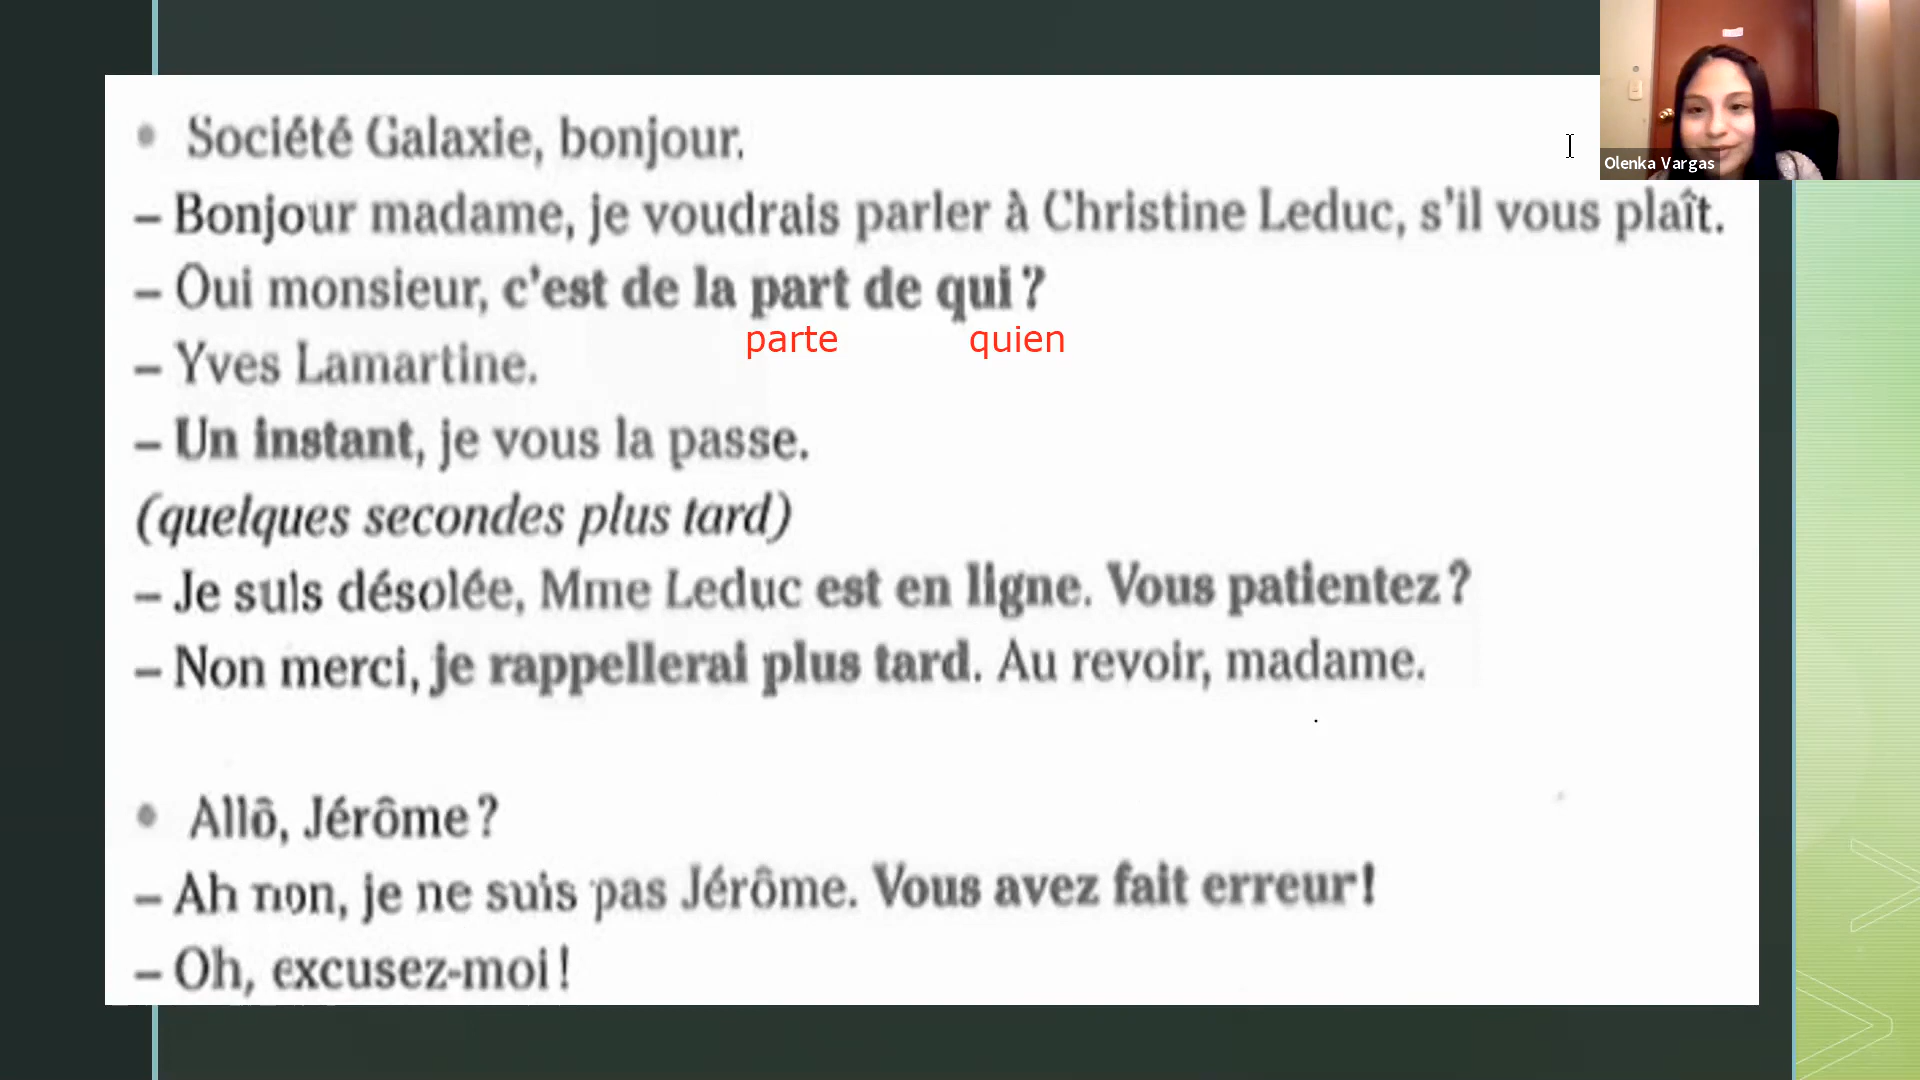 • Société Galaxie, bonjour.
– Bonjour madame, je voudrais parler à Christine Leduc, s'il vous plaît.
– Oui monsieur, c'est de la part de qui ?
parte quien
– Yves Lamartine.
– Un instant, je vous la passe.
(quelques secondes plus tard)
– Je suis désolée, Mme Leduc est en ligne. Vous patientez ?
– Non merci, je rappellerai plus tard. Au revoir, madame.
• Allô, Jérôme ?
– Ah non, je ne suis pas Jérôme. Vous avez fait erreur !
– Oh, excusez-moi !
Olenka Vargas